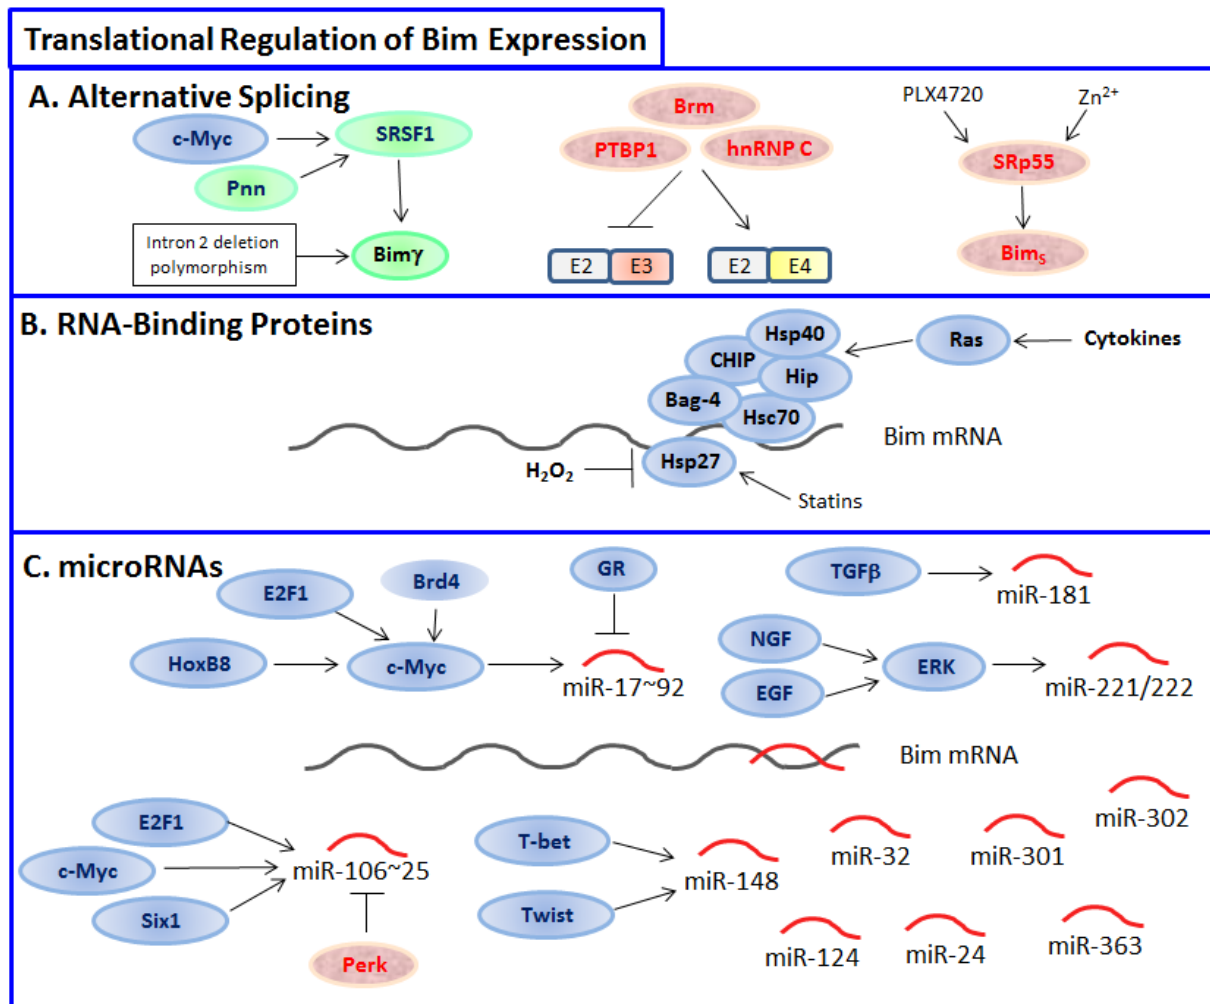 Translational Regulation of Bim Expression
A. Alternative Splicing
c-Myc
SRSF1
Pnn
Intron 2 deletion
polymorphism
Bimγ
Brm
PTBP1
hnRNP C
E2
E3
E2
E4
PLX4720
Zn²⁺
SRp55
Bimₛ
B. RNA-Binding Proteins
Hsp40
CHIP
Hip
Bag-4
Hsc70
Ras
Cytokines
Bim mRNA
Hsp27
H₂O₂
Statins
C. microRNAs
E2F1
Brd4
HoxB8
c-Myc
GR
miR-17~92
TGFβ
miR-181
NGF
EGF
ERK
miR-221/222
Bim mRNA
E2F1
c-Myc
Six1
miR-106~25
Perk
T-bet
Twist
miR-148
miR-32
miR-301
miR-302
miR-124
miR-24
miR-363